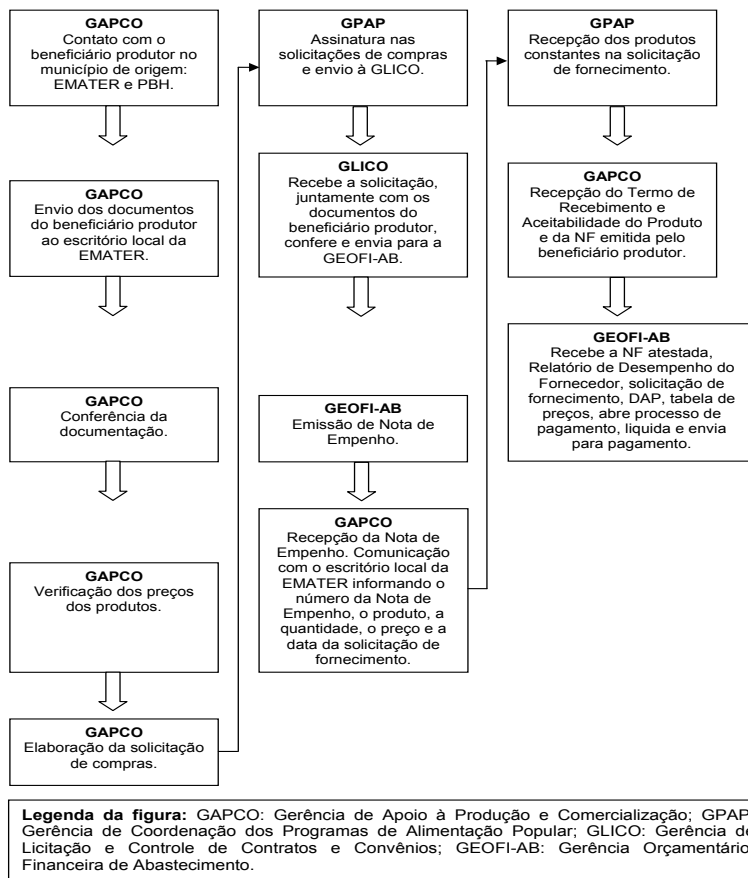 GAPCO
Contato com o
beneficiário produtor no
município de origem:
EMATER e PBH.
GAPCO
Envio dos documentos
do beneficiário produtor
ao escritório local da
EMATER.
GAPCO
Conferência da
documentação.
GAPCO
Verificação dos preços
dos produtos.
GAPCO
Elaboração da solicitação
de compras.
GPAP
Assinatura nas
solicitações de compras
e envio à GLICO.
GLICO
Recebe a solicitação,
juntamente com os
documentos do
beneficiário produtor,
confere e envia para a
GEOFI-AB.
GEOFI-AB
Emissão de Nota de
Empenho.
GAPCO
Recepção da Nota de
Empenho. Comunicação
com o escritório local da
EMATER informando o
número da Nota de
Empenho, o produto, a
quantidade, o preço e a
data da solicitação de
fornecimento.
GPAP
Recepção dos produtos
constantes na solicitação
de fornecimento.
GAPCO
Recepção do Termo de
Recebimento e
Aceitabilidade do Produto
e da NF emitida pelo
beneficiário produtor.
GEOFI-AB
Recebe a NF atestada,
Relatório de Desempenho do
Fornecedor, solicitação de
fornecimento, DAP, tabela de
preços, abre processo de
pagamento, liquida e envia
para pagamento.
Legenda da figura: GAPCO: Gerência de Apoio à Produção e Comercialização; GPAP
Gerência de Coordenação dos Programas de Alimentação Popular; GLICO: Gerência de
Licitação e Controle de Contratos e Convênios; GEOFI-AB: Gerência Orçamentário
Financeira de Abastecimento.